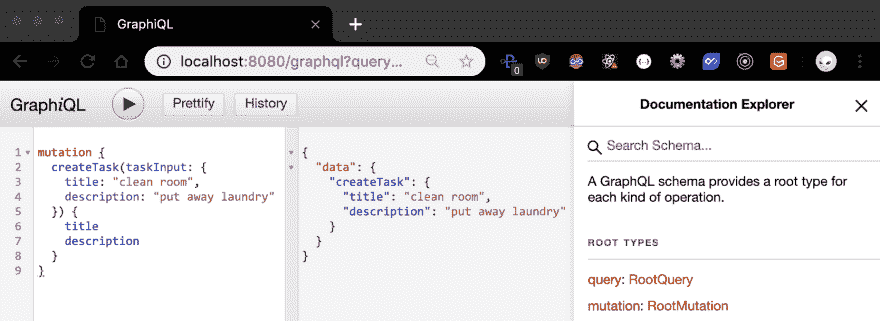 GraphiQL
localhost:8080/graphql?query...
0
GraphiQL
Prettify
History
1 mutation {
2 createTask(taskInput: {
3 title: "clean room",
4 description: "put away laundry"
5 }) {
6 title
7 description
8 }
9 }
{
"data": {
"createTask": {
"title": "clean room",
"description": "put away laundry"
}
}
}
Documentation Explorer
Search Schema...
A GraphQL schema provides a root type for
each kind of operation.
ROOT TYPES
query: RootQuery
mutation: RootMutation